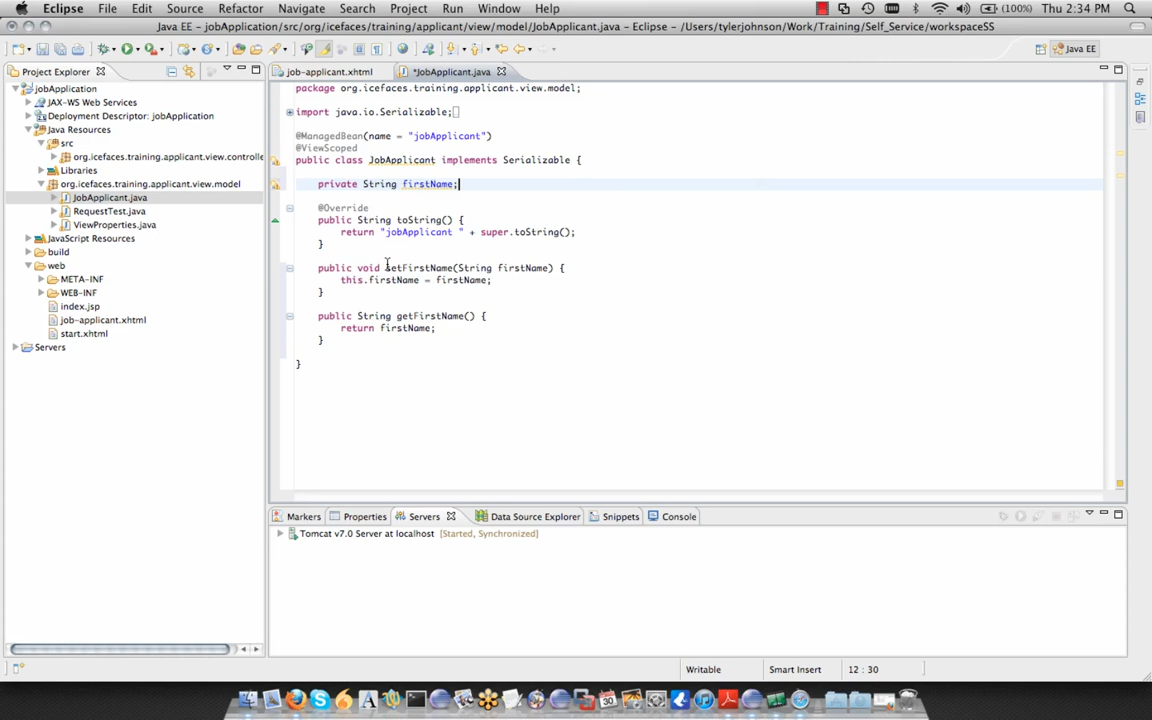 Eclipse File Edit Source Refactor Navigate Search Project Run Window Help (100%) Thu 2:34 PM
Java EE – jobApplication/src/org/icefaces/training/applicant/view/model/JobApplicant.java – Eclipse – /Users/tylerjohnson/Work/Training/Self_Service/workspaceSS
Java EE
Project Explorer
job-applicant.xhtml
*JobApplicant.java
jobApplication
JAX-WS Web Services
Deployment Descriptor: jobApplication
Java Resources
src
org.icefaces.training.applicant.view.controlle
Libraries
org.icefaces.training.applicant.view.model
JobApplicant.java
RequestTest.java
ViewProperties.java
JavaScript Resources
build
web
META-INF
WEB-INF
index.jsp
job-applicant.xhtml
start.xhtml
Servers
package org.icefaces.training.applicant.view.model;
import java.io.Serializable;
@ManagedBean(name = "jobApplicant")
@ViewScoped
public class JobApplicant implements Serializable {
private String firstName;
@Override
public String toString() {
return "jobApplicant " + super.toString();
}
public void setFirstName(String firstName) {
this.firstName = firstName;
}
public String getFirstName() {
return firstName;
}
}
Markers Properties Servers Data Source Explorer Snippets Console
Tomcat v7.0 Server at localhost [Started, Synchronized]
Writable Smart Insert 12 : 30